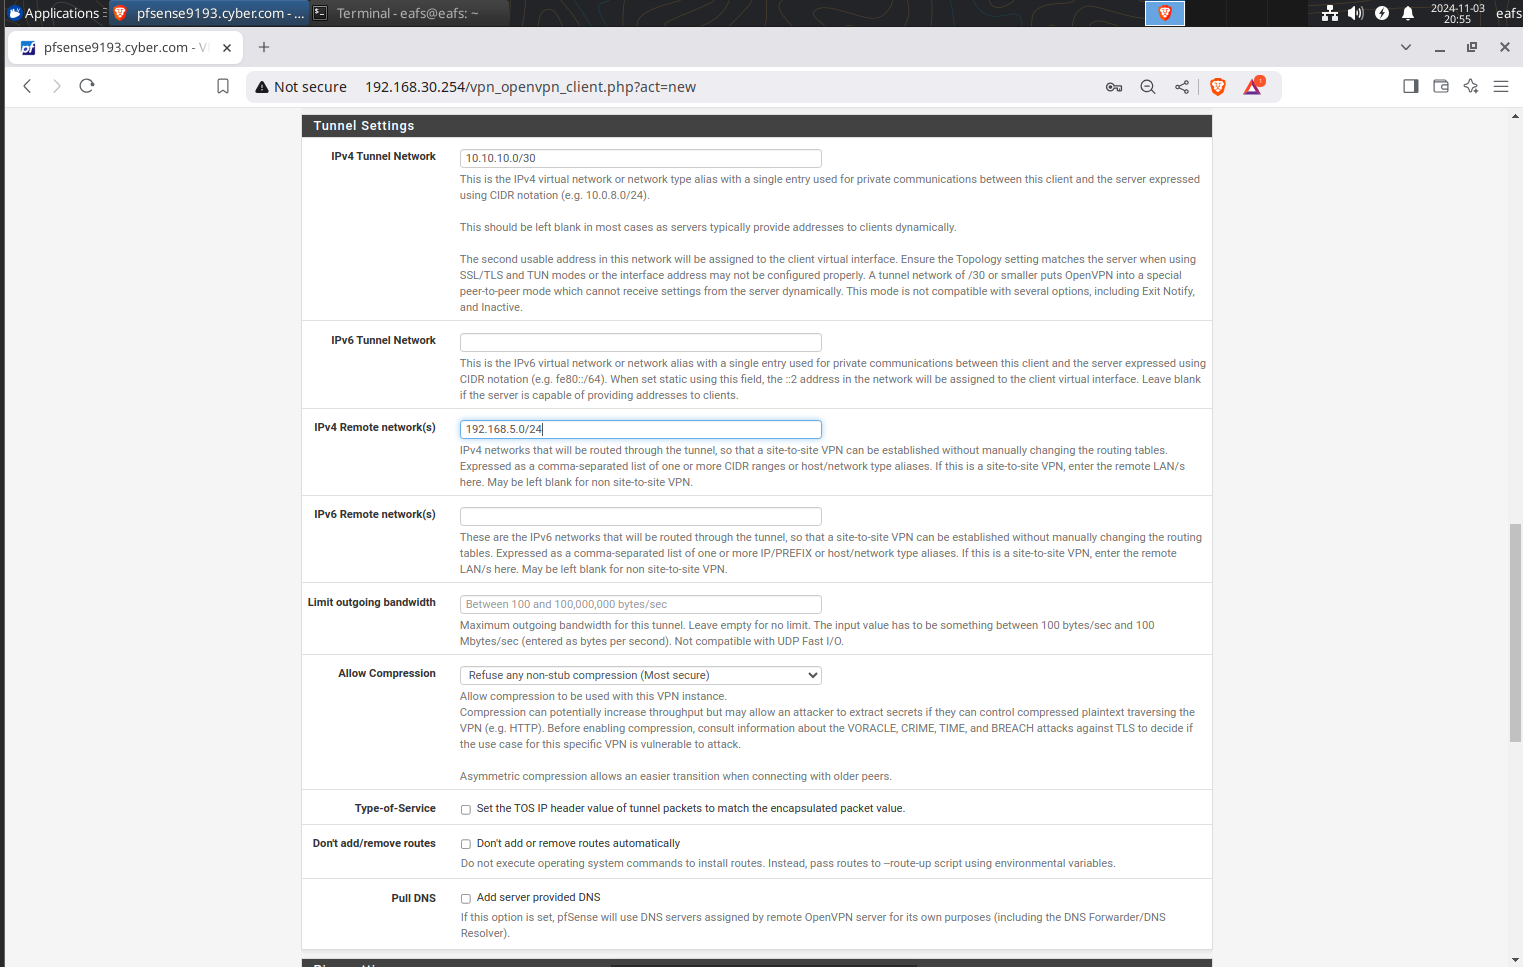 Applications
pfsense9193.cyber.com - ...
Terminal - eafs@eafs: ~
2024-11-03
20:55
eafs
pf
pfsense9193.cyber.com - V
Not secure
192.168.30.254/vpn_openvpn_client.php?act=new
1
Tunnel Settings
IPv4 Tunnel Network
10.10.10.0/30
This is the IPv4 virtual network or network type alias with a single entry used for private communications between this client and the server expressed
using CIDR notation (e.g. 10.0.8.0/24).
This should be left blank in most cases as servers typically provide addresses to clients dynamically.
The second usable address in this network will be assigned to the client virtual interface. Ensure the Topology setting matches the server when using
SSL/TLS and TUN modes or the interface address may not be configured properly. A tunnel network of /30 or smaller puts OpenVPN into a special
peer-to-peer mode which cannot receive settings from the server dynamically. This mode is not compatible with several options, including Exit Notify,
and Inactive.
IPv6 Tunnel Network
This is the IPv6 virtual network or network alias with a single entry used for private communications between this client and the server expressed using
CIDR notation (e.g. fe80::/64). When set static using this field, the ::2 address in the network will be assigned to the client virtual interface. Leave blank
if the server is capable of providing addresses to clients.
IPv4 Remote network(s)
192.168.5.0/24
IPv4 networks that will be routed through the tunnel, so that a site-to-site VPN can be established without manually changing the routing tables.
Expressed as a comma-separated list of one or more CIDR ranges or host/network type aliases. If this is a site-to-site VPN, enter the remote LAN/s
here. May be left blank for non site-to-site VPN.
IPv6 Remote network(s)
These are the IPv6 networks that will be routed through the tunnel, so that a site-to-site VPN can be established without manually changing the routing
tables. Expressed as a comma-separated list of one or more IP/PREFIX or host/network type aliases. If this is a site-to-site VPN, enter the remote
LAN/s here. May be left blank for non site-to-site VPN.
Limit outgoing bandwidth
Between 100 and 100,000,000 bytes/sec
Maximum outgoing bandwidth for this tunnel. Leave empty for no limit. The input value has to be something between 100 bytes/sec and 100
Mbytes/sec (entered as bytes per second). Not compatible with UDP Fast I/O.
Allow Compression
Refuse any non-stub compression (Most secure)
Allow compression to be used with this VPN instance.
Compression can potentially increase throughput but may allow an attacker to extract secrets if they can control compressed plaintext traversing the
VPN (e.g. HTTP). Before enabling compression, consult information about the VORACLE, CRIME, TIME, and BREACH attacks against TLS to decide if
the use case for this specific VPN is vulnerable to attack.
Asymmetric compression allows an easier transition when connecting with older peers.
Type-of-Service
Set the TOS IP header value of tunnel packets to match the encapsulated packet value.
Don't add/remove routes
Don't add or remove routes automatically
Do not execute operating system commands to install routes. Instead, pass routes to --route-up script using environmental variables.
Pull DNS
Add server provided DNS
If this option is set, pfSense will use DNS servers assigned by remote OpenVPN server for its own purposes (including the DNS Forwarder/DNS
Resolver).